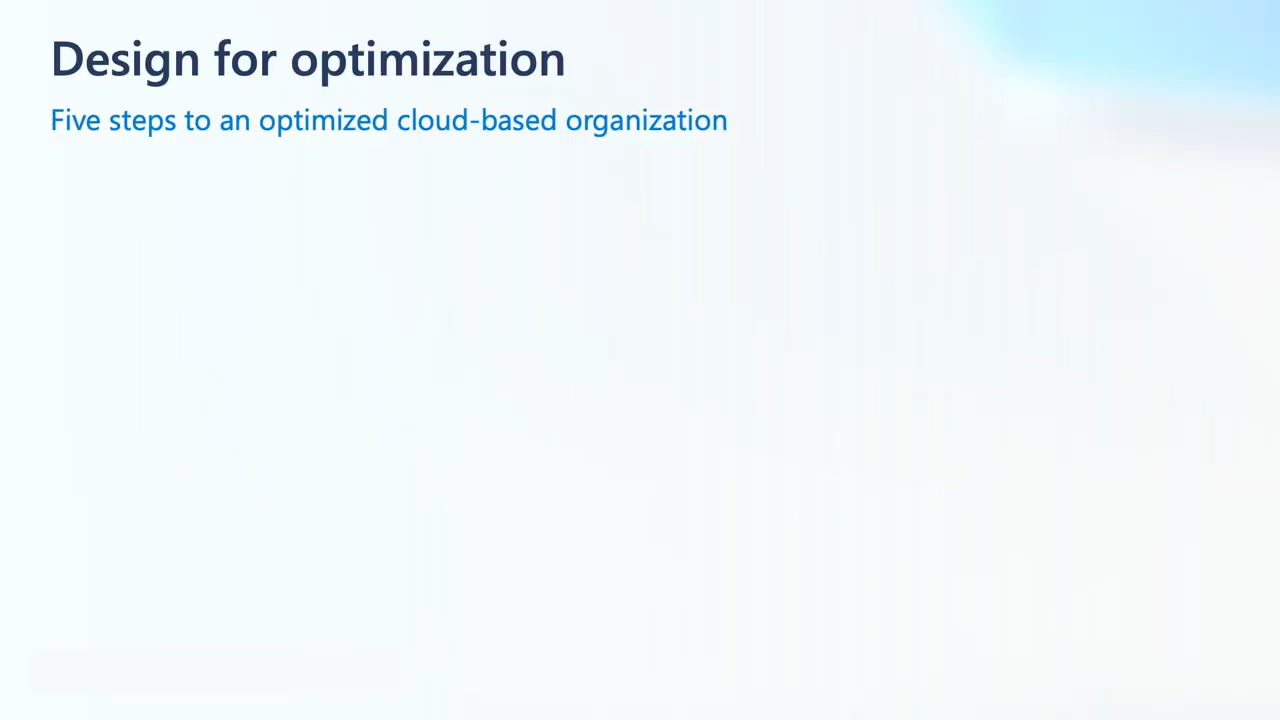 Design for optimization
Five steps to an optimized cloud-based organization